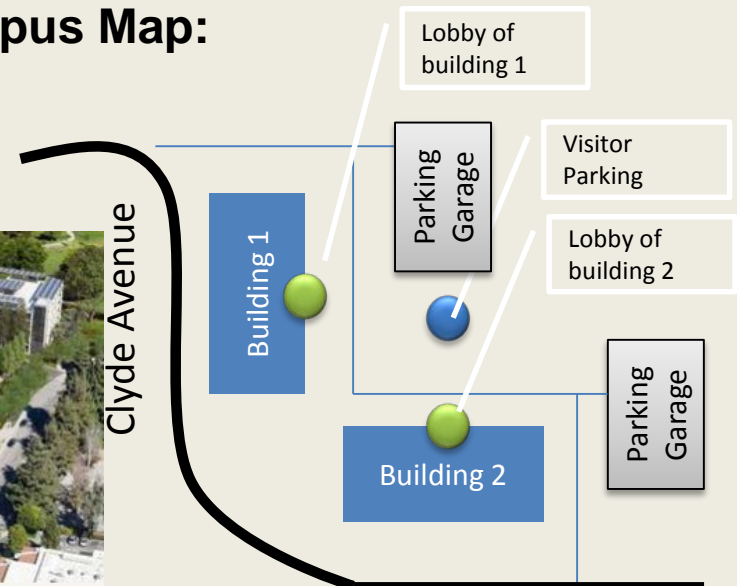 pus Map:
Lobby of
building 1
Visitor
Parking
Lobby of
building 2
Parking
Garage
Building 1
Clyde Avenue
Building 2
Parking
Garage